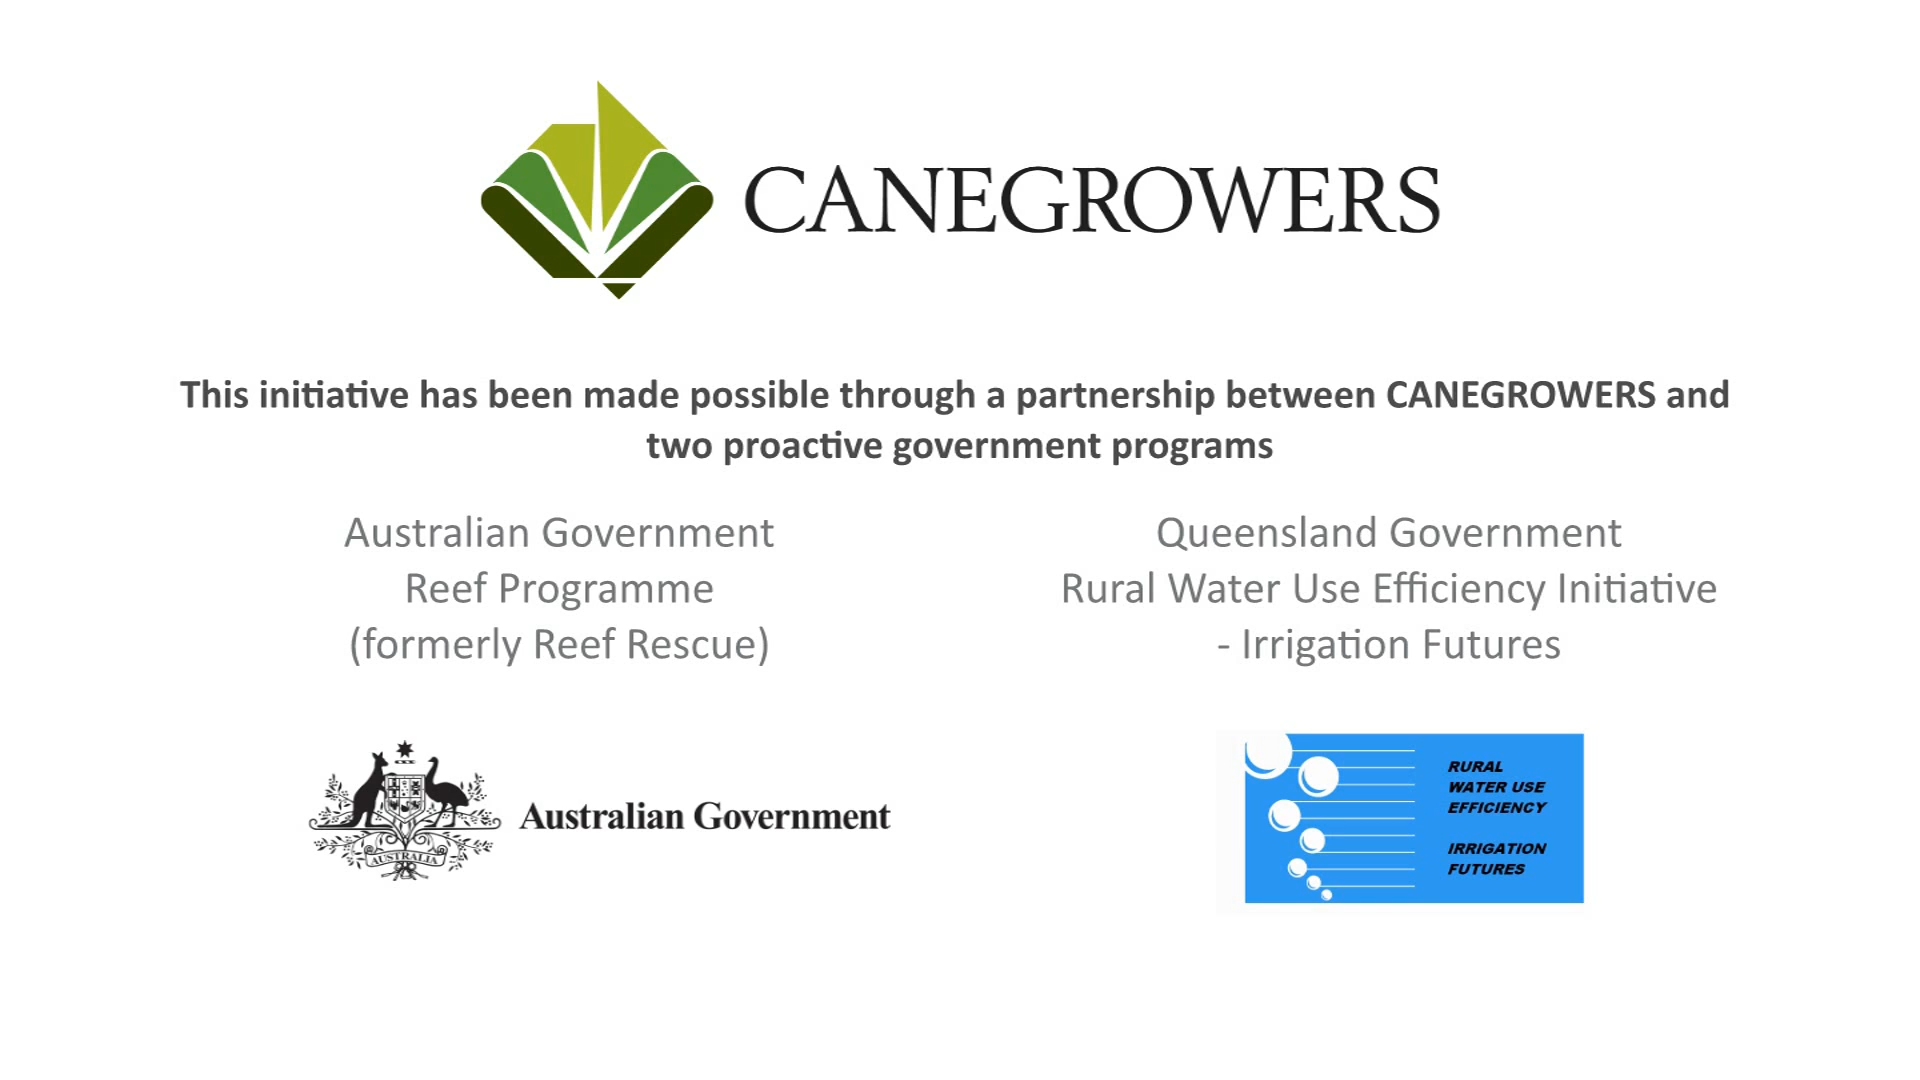 CANEGROWERS
This initiative has been made possible through a partnership between CANEGROWERS and
two proactive government programs
Australian Government
Reef Programme
(formerly Reef Rescue)
Queensland Government
Rural Water Use Efficiency Initiative
- Irrigation Futures
AUSTRALIA
Australian Government
RURAL
WATER USE
EFFICIENCY
IRRIGATION
FUTURES